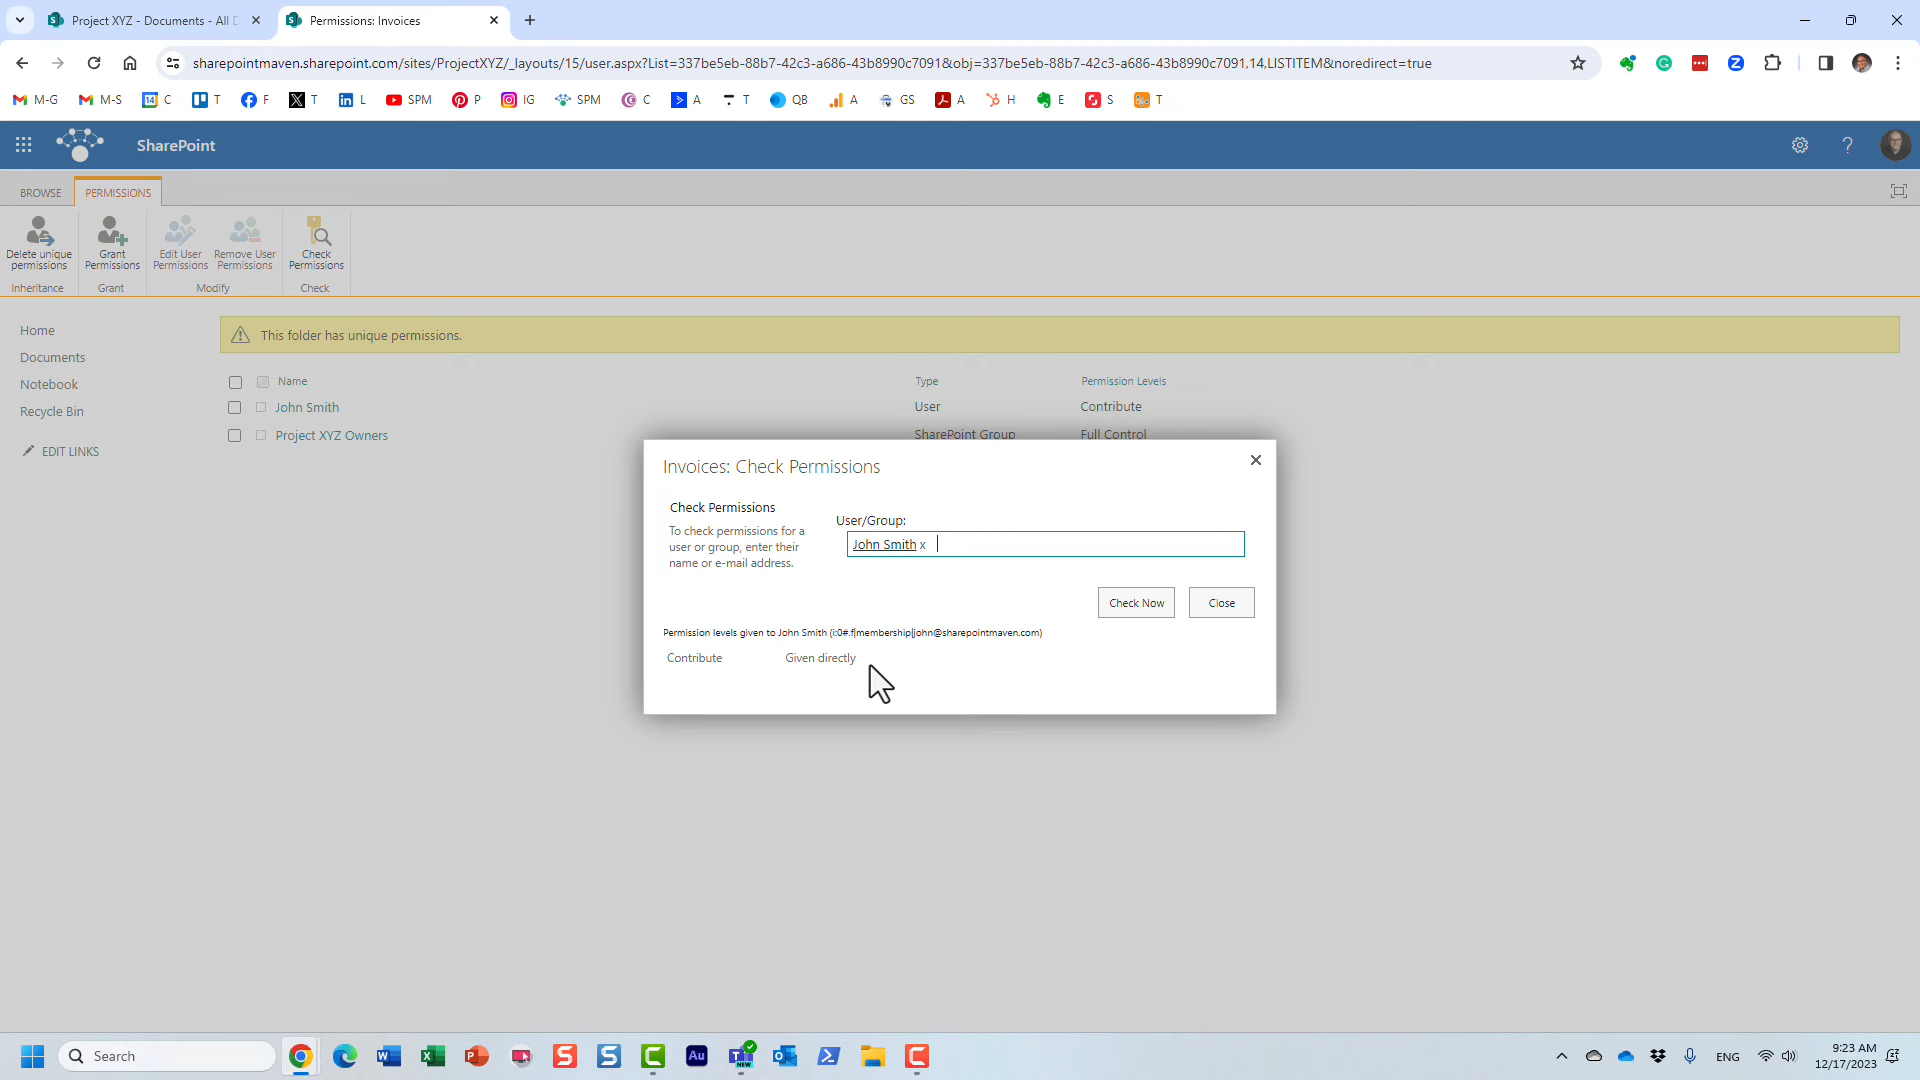 Project XYZ - Documents - All D
Permissions: Invoices
sharepointmaven.sharepoint.com/sites/ProjectXYZ/_layouts/15/user.aspx?List=337be5eb-88b7-42c3-a686-43b8990c7091&obj=337be5eb-88b7-42c3-a686-43b8990c7091,14,LISTITEM&noredirect=true
M-G M-S C T F T L SPM P IG SPM C A T QB A GS A H E S T
SharePoint
BROWSE PERMISSIONS
Delete unique permissions
Grant Permissions
Edit User Permissions
Remove User Permissions
Check Permissions
Inheritance Grant Modify Check
Home
Documents
Notebook
Recycle Bin
EDIT LINKS
This folder has unique permissions.
Name Type Permission Levels
John Smith User Contribute
Project XYZ Owners SharePoint Group Full Control
Invoices: Check Permissions
Check Permissions
To check permissions for a
user or group, enter their
name or e-mail address.
User/Group:
John Smith x
Check Now Close
Permission levels given to John Smith (i:0#.f|membership|john@sharepointmaven.com)
Contribute Given directly
Search
ENG
9:23 AM
12/17/2023